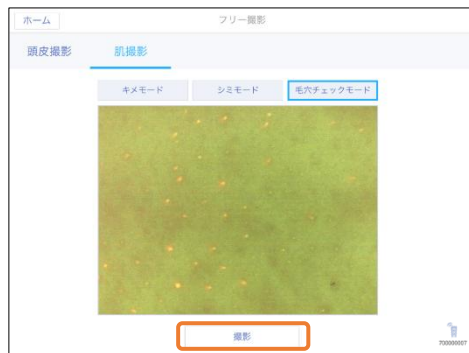 ホーム
フリー撮影
頭皮撮影
肌撮影
キメモード
シミモード
毛穴チェックモード
撮影
700000007